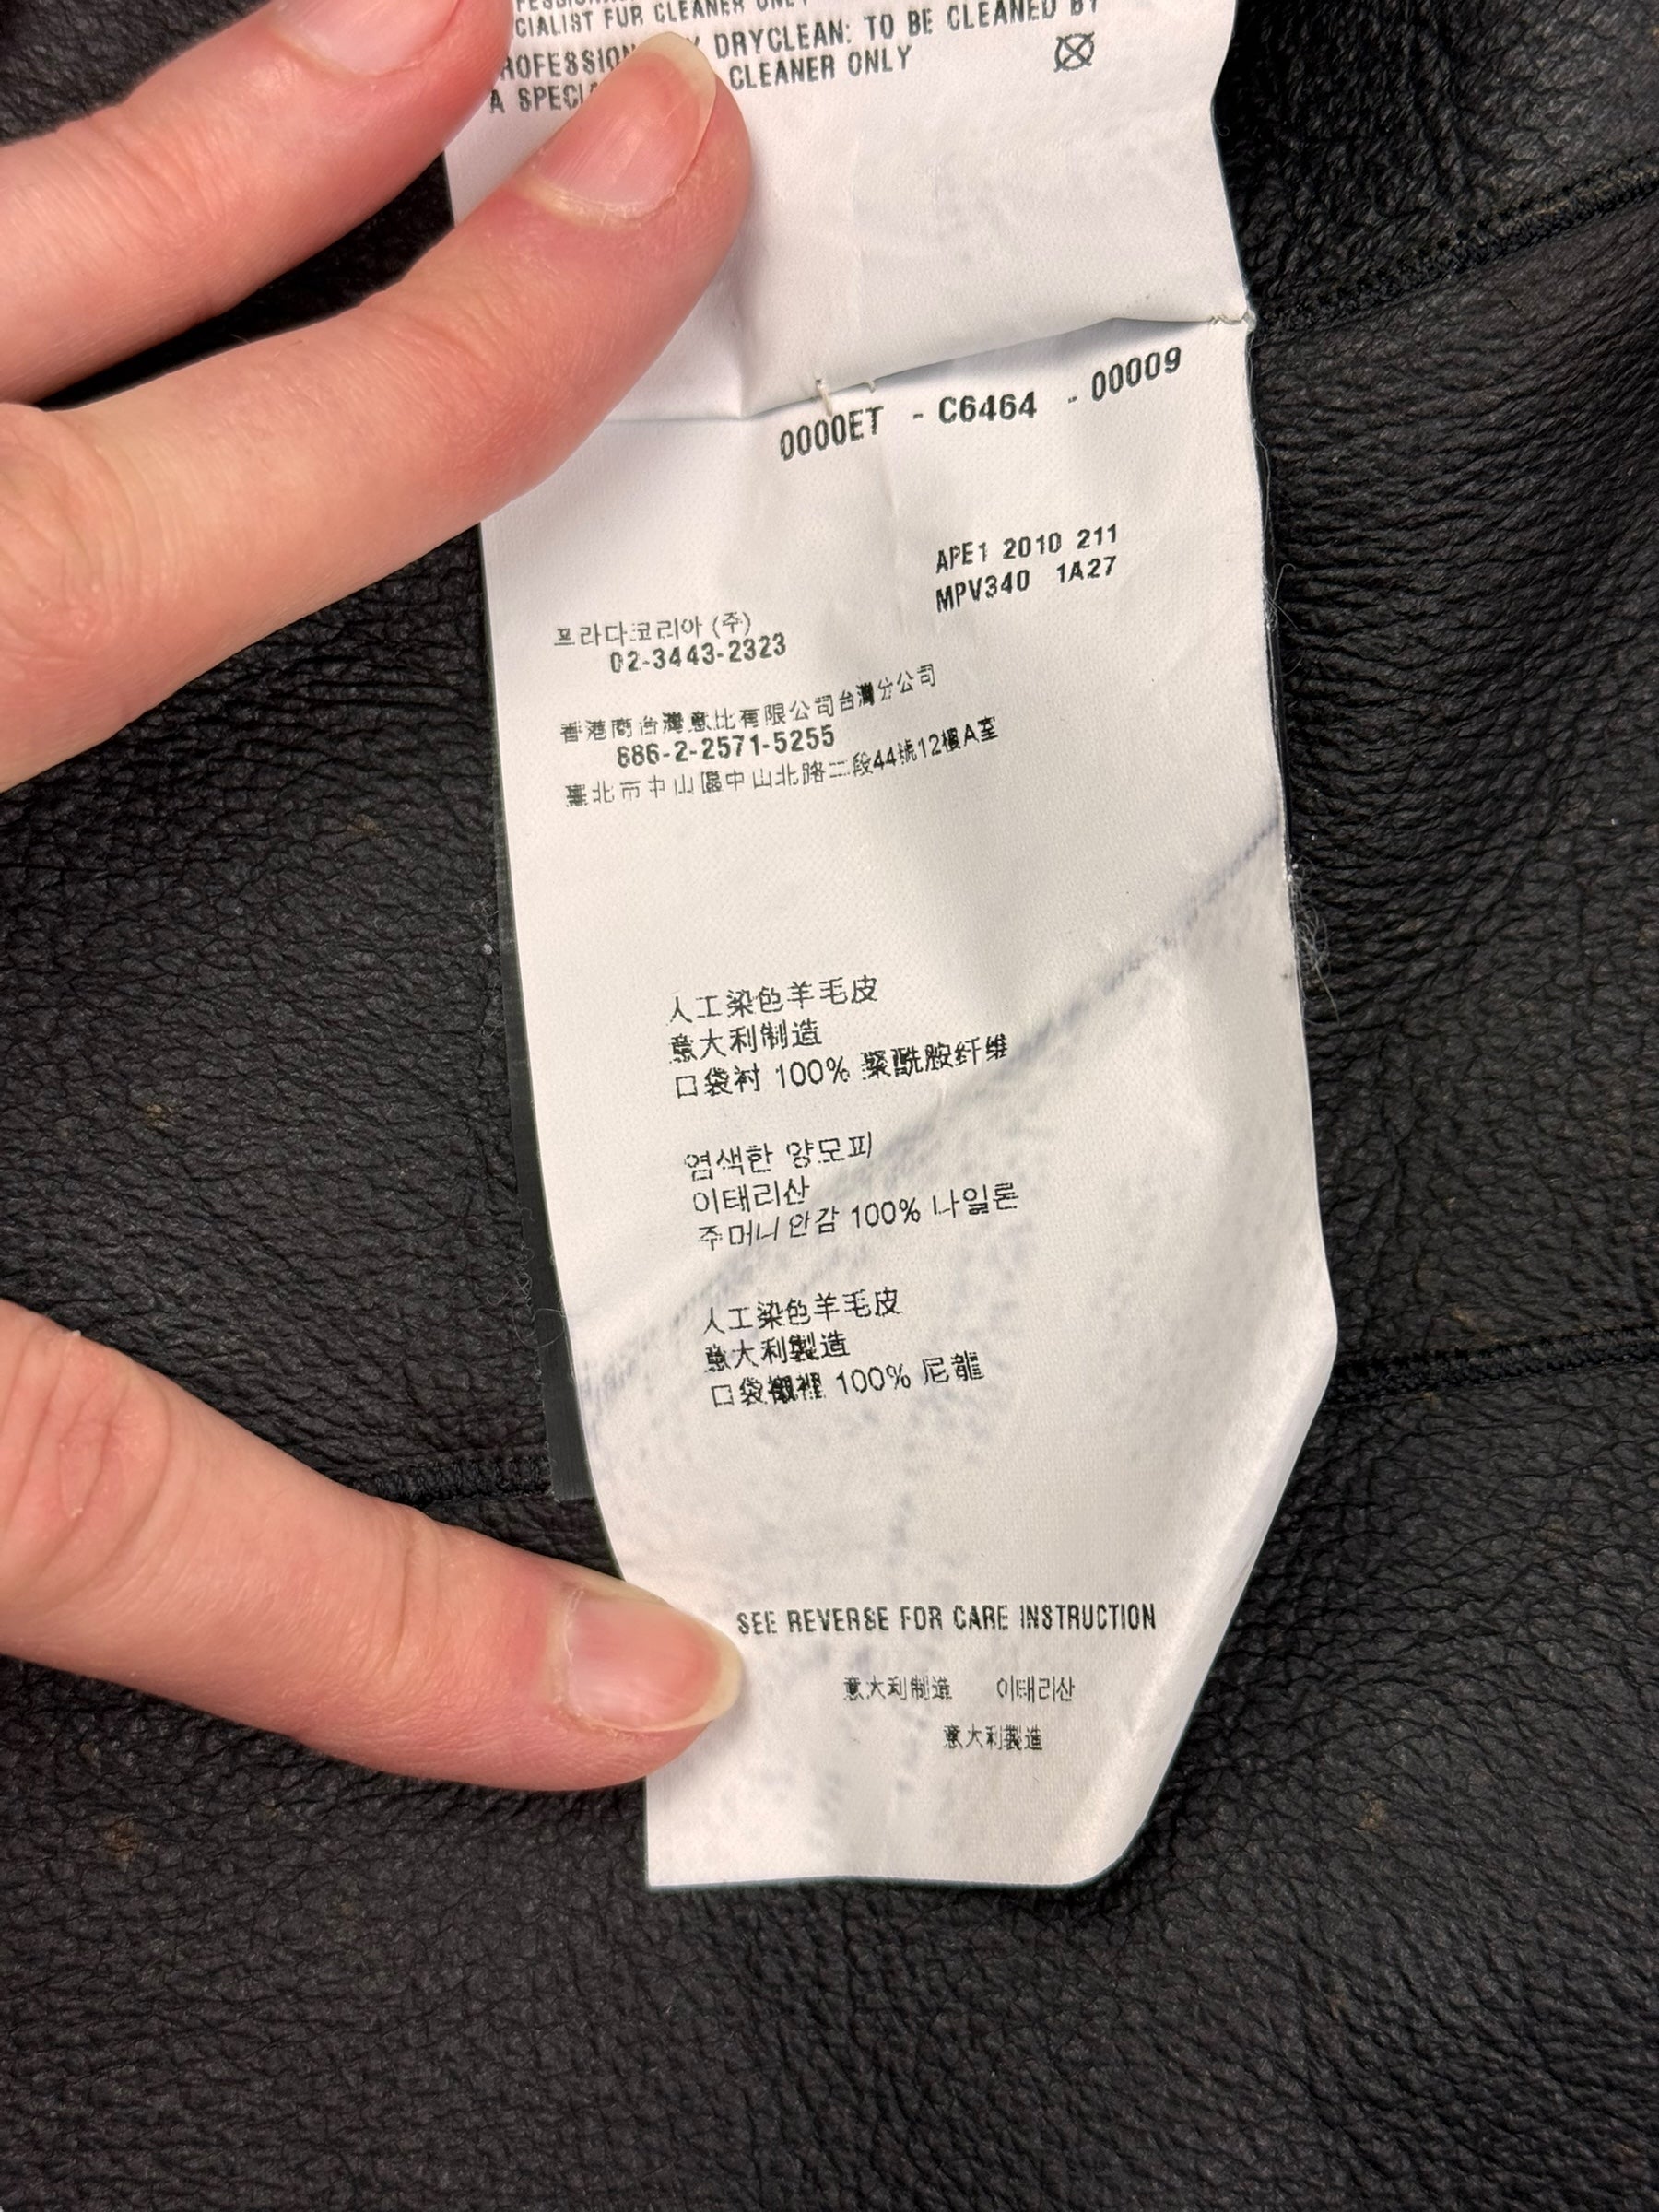 CIALIST FUR CLEANER ONLY
DRYCLEAN: TO BE CLEANED BY
A CLEANER ONLY
0000ET - C6464 - 00009
APE1 2010 211
MPV340 1A27
프라다코리아 (주)
02-3443-2323
香港商台灣意比有限公司台灣分公司
886-2-2571-5255
臺北市中山區中山北路二段44號12樓A室
人工染色羊毛皮
意大利制造
口袋衬 100% 聚酰胺纤维
염색한 양모피
이태리산
주머니 안감 100% 나일론
人工染色羊毛皮
意大利製造
口袋襯裡 100% 尼龍
SEE REVERSE FOR CARE INSTRUCTION
意大利制造 이태리산
意大利製造